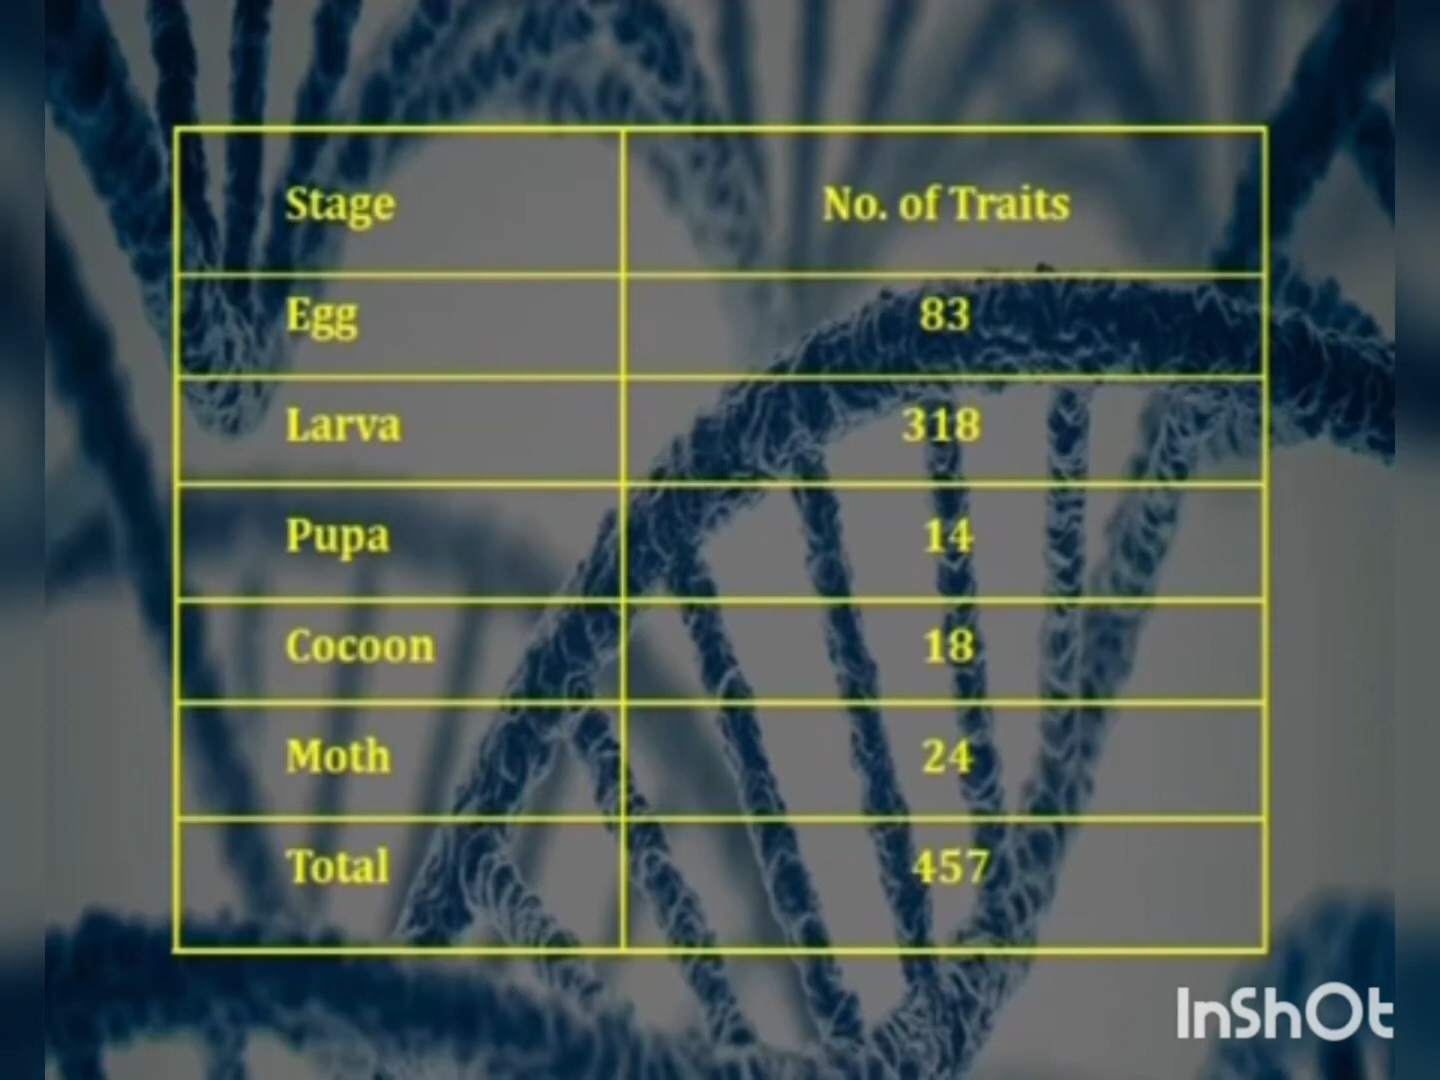 Stage No. of Traits
Egg 83
Larva 318
Pupa 14
Cocoon 18
Moth 24
Total 457
InShOt